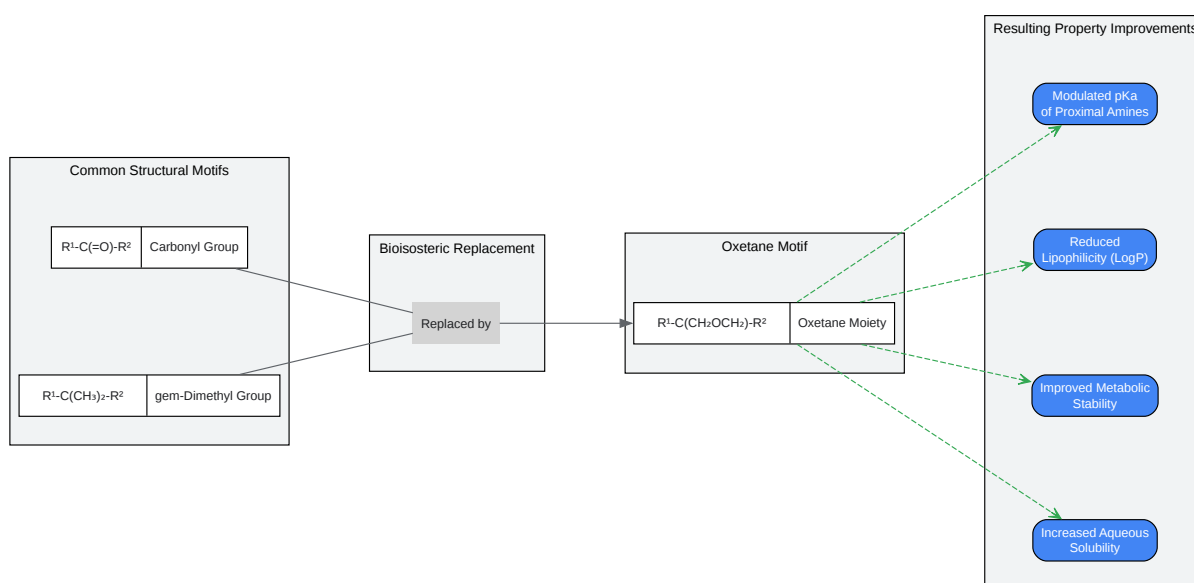 Common Structural Motifs
R¹-C(=O)-R²
Carbonyl Group
R¹-C(CH₃)₂-R²
gem-Dimethyl Group
Bioisosteric Replacement
Replaced by
Oxetane Motif
R¹-C(CH₂OCH₂)-R²
Oxetane Moiety
Resulting Property Improvements
Modulated pKa
of Proximal Amines
Reduced
Lipophilicity (LogP)
Improved Metabolic
Stability
Increased Aqueous
Solubility